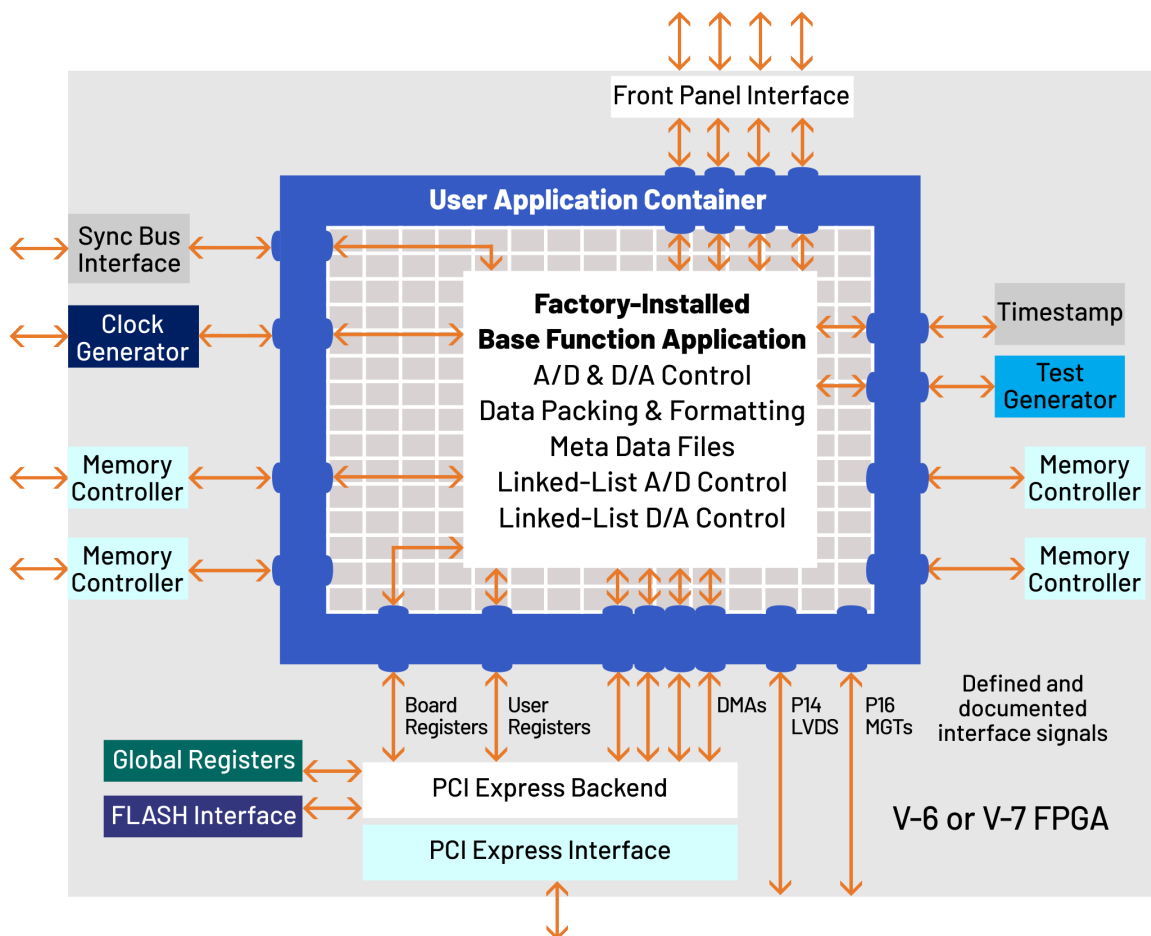 Front Panel Interface
User Application Container
Sync Bus
Interface
Clock
Generator
Memory
Controller
Memory
Controller
Factory-Installed
Base Function Application
A/D & D/A Control
Data Packing & Formatting
Meta Data Files
Linked-List A/D Control
Linked-List D/A Control
Timestamp
Test
Generator
Memory
Controller
Memory
Controller
Board
Registers
User
Registers
DMAs
P14
LVDS
P16
MGTs
Defined and
documented
interface signals
Global Registers
FLASH Interface
PCI Express Backend
PCI Express Interface
V-6 or V-7 FPGA